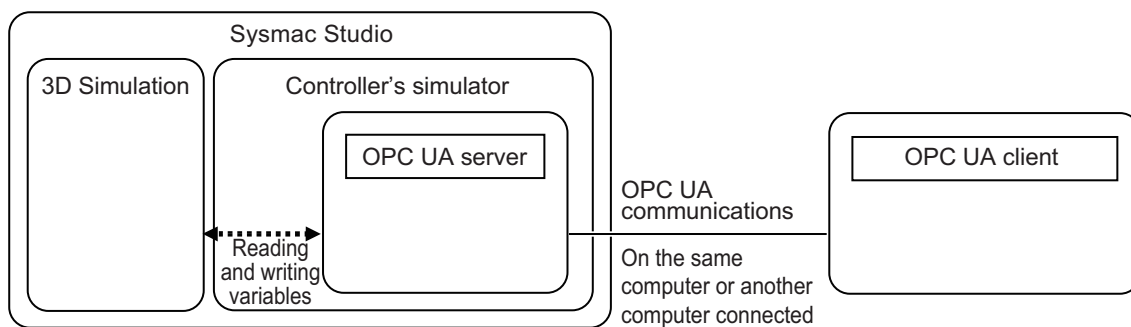 Sysmac Studio
3D Simulation
Controller's simulator
OPC UA server
Reading
and writing
variables
OPC UA
communications
On the same
computer or another
computer connected
OPC UA client